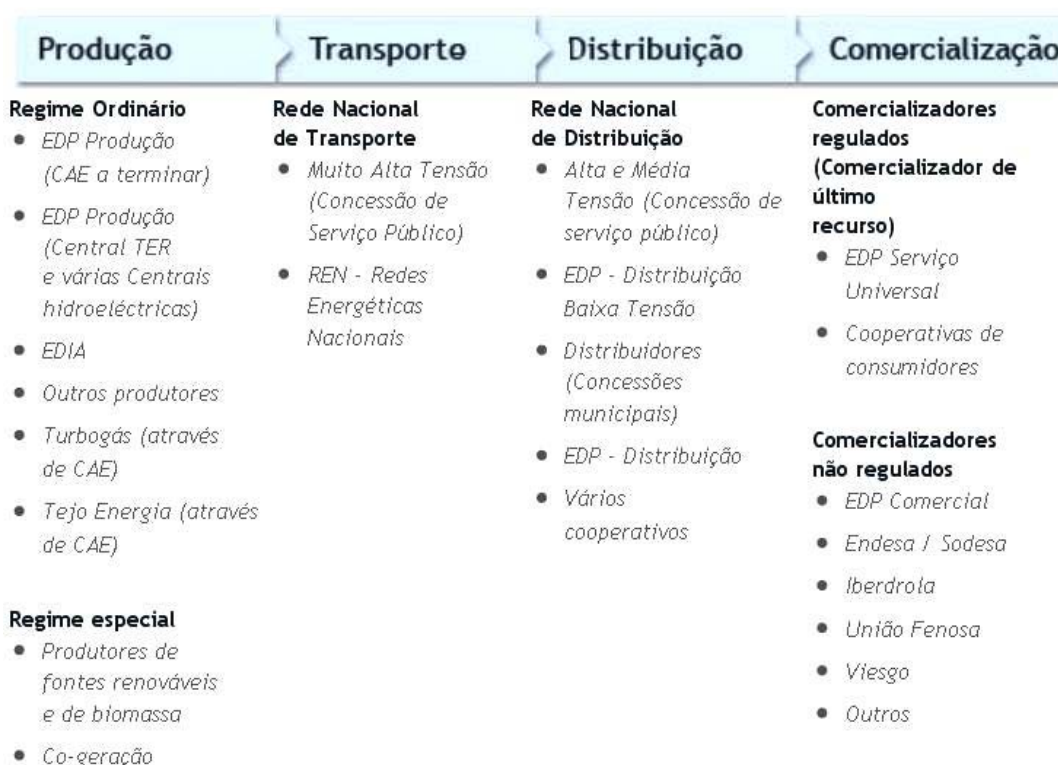 Produção
Transporte
Distribuição
Comercialização
Regime Ordinário
• EDP Produção
(CAE a terminar)
• EDP Produção
(Central TER
e várias Centrais
hidroeléctricas)
• EDIA
• Outros produtores
• Turbogás (através
de CAE)
• Tejo Energia (através
de CAE)
Regime especial
• Produtores de
fontes renováveis
e de biomassa
• Co-geração
Rede Nacional
de Transporte
• Muito Alta Tensão
(Concessão de
Serviço Público)
• REN - Redes
Energéticas
Nacionais
Rede Nacional
de Distribuição
• Alta e Média
Tensão (Concessão de
serviço público)
• EDP - Distribuição
Baixa Tensão
• Distribuidores
(Concessões
municipais)
• EDP - Distribuição
• Vários
cooperativos
Comercializadores
regulados
(Comercializador de
último
recurso)
• EDP Serviço
Universal
• Cooperativas de
consumidores
Comercializadores
não regulados
• EDP Comercial
• Endesa / Sodesa
• Iberdrola
• União Fenosa
• Viesgo
• Outros